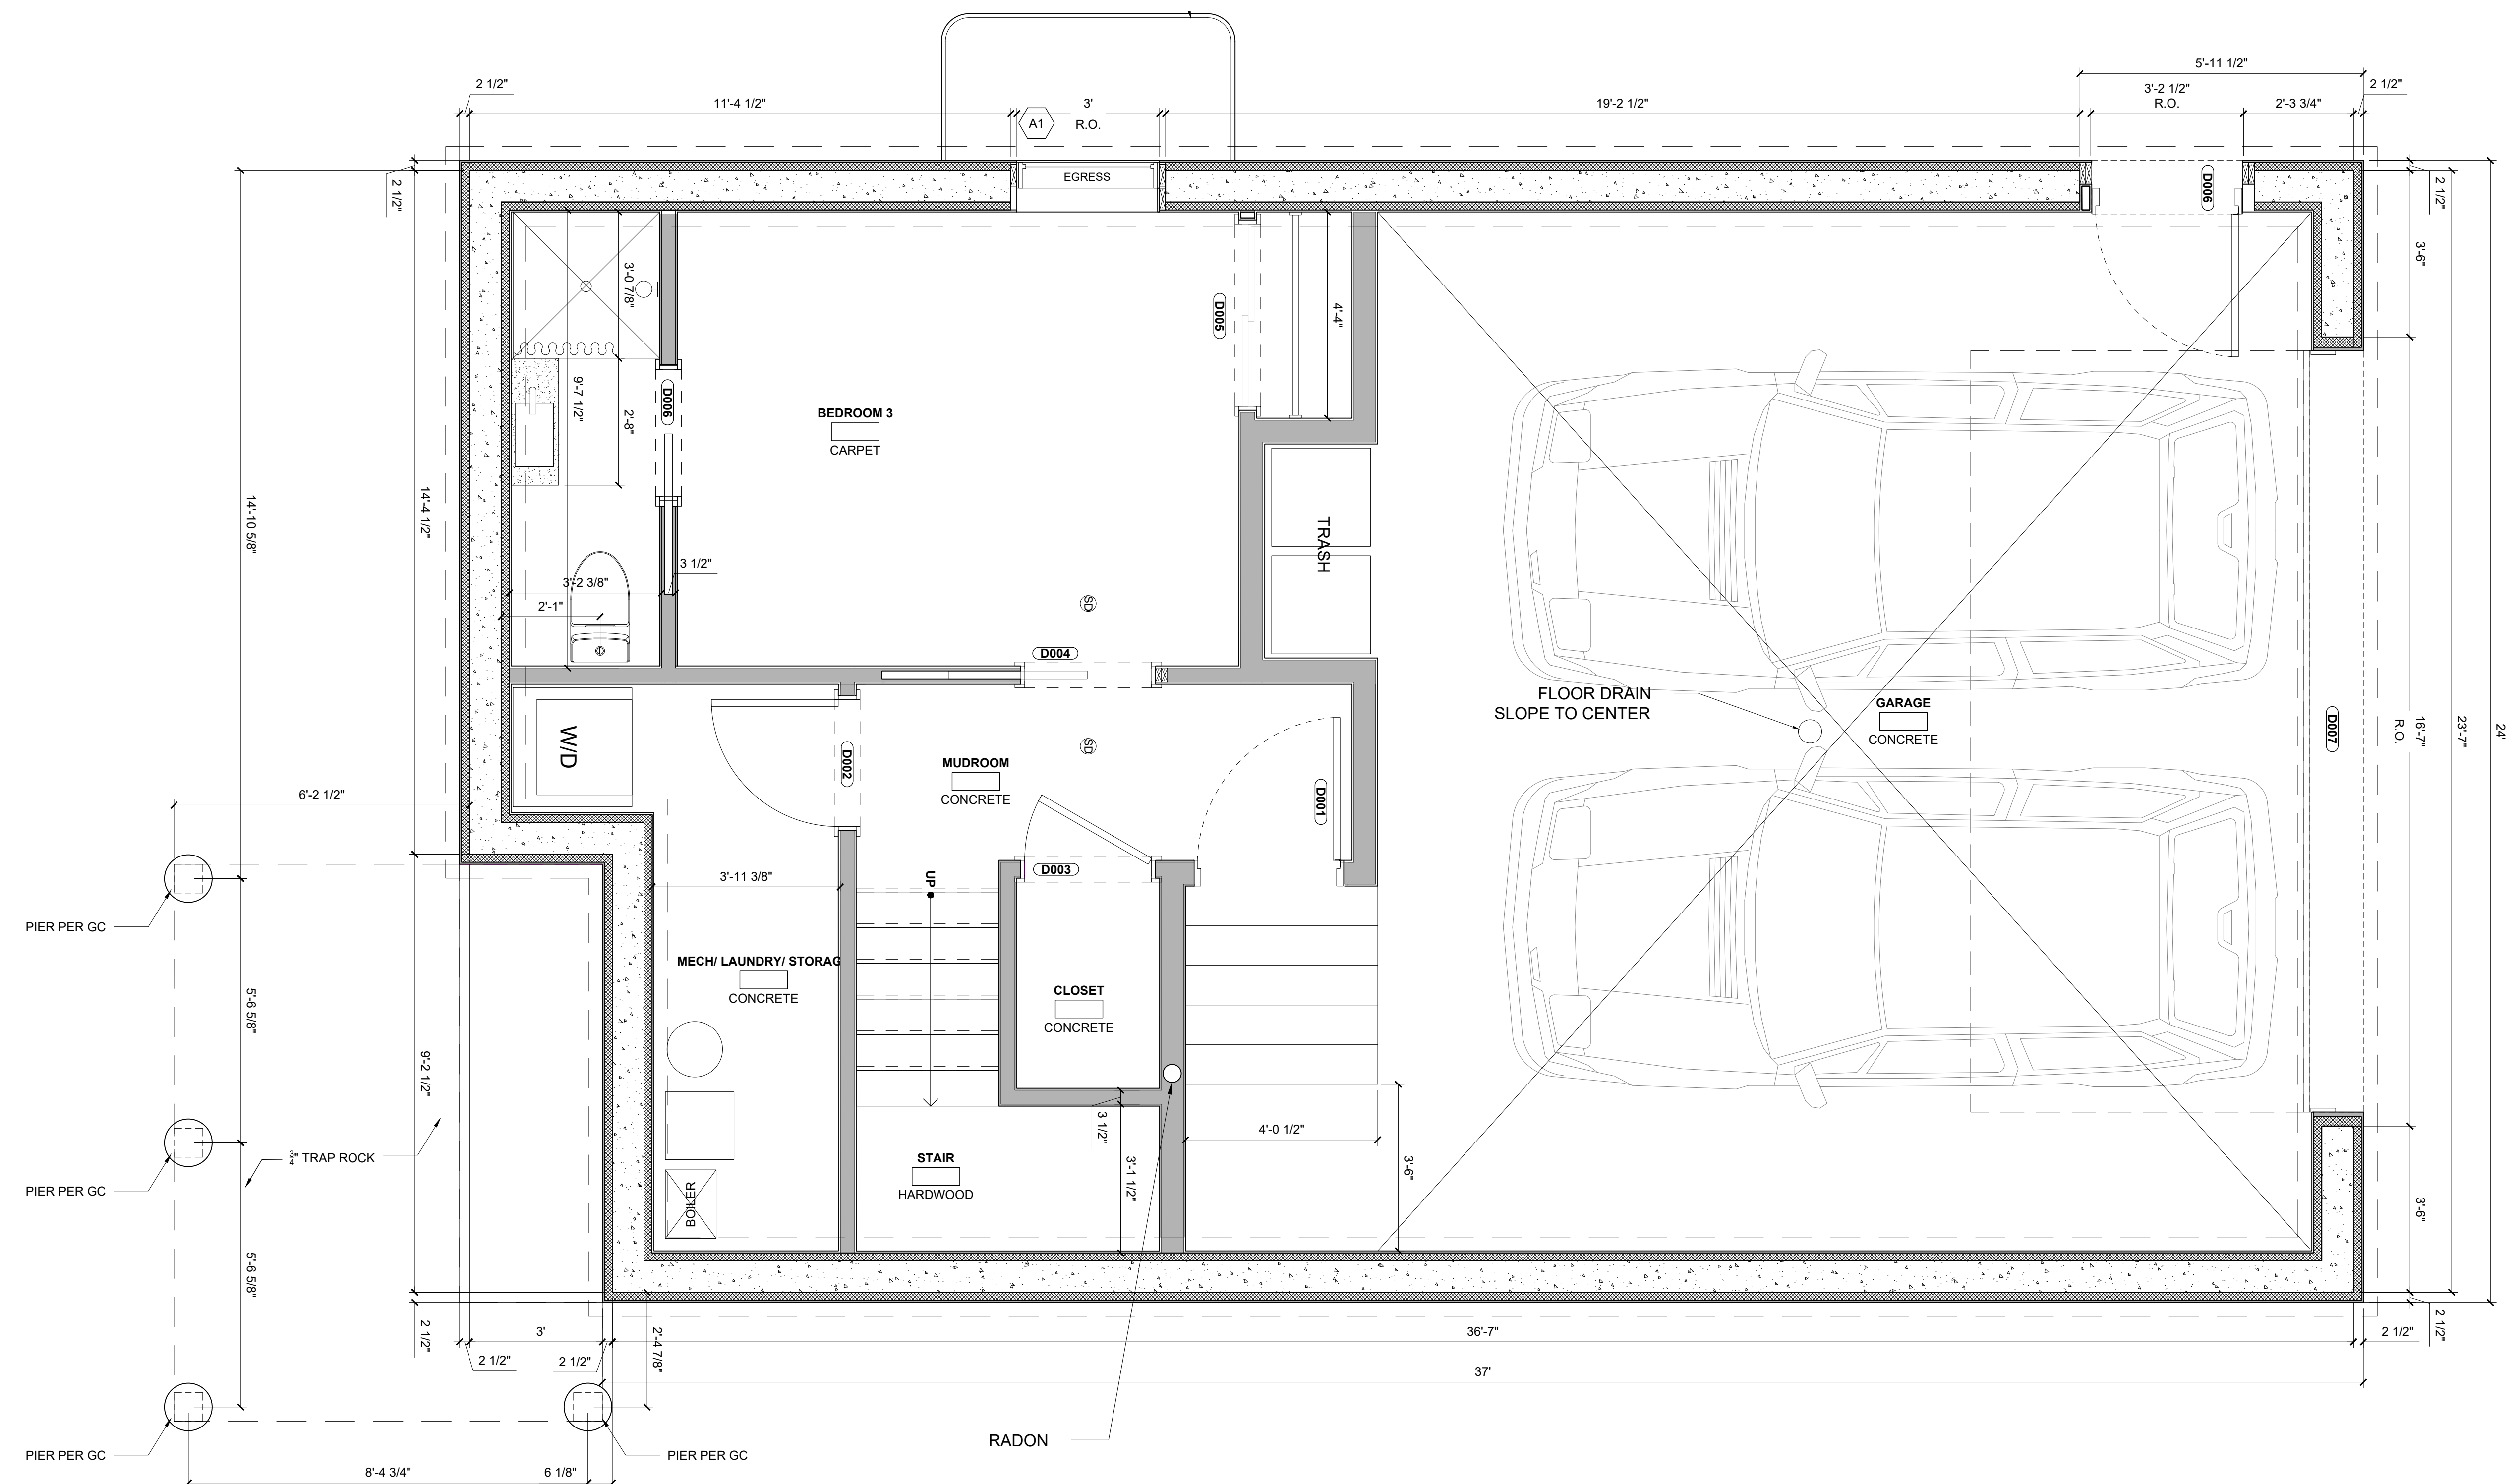 5'-11 1/2"
2 1/2"
3'-2 1/2"
R.O.
2 1/2"
11'-4 1/2"
A1
3'
R.O.
19'-2 1/2"
2'-3 3/4"
2 1/2"
EGRESS
D006
2 1/2"
3'-6"
3'-0 7/8"
D005
4'-4"
9'-7 1/2"
2'-8"
D006
BEDROOM 3
CARPET
14'-10 5/8"
14'-4 1/2"
TRASH
3 1/2"
3'-2 3/8"
2'-1"
SD
D004
FLOOR DRAIN
SLOPE TO CENTER
GARAGE
CONCRETE
D007
16'-7"
R.O.
23'-7"
24'
W/D
D002
SD
MUDROOM
CONCRETE
D001
6'-2 1/2"
D003
3'-11 3/8"
UP
PIER PER GC
MECH/ LAUNDRY/ STORAG
CONCRETE
CLOSET
CONCRETE
5'-6 5/8"
9'-2 1/2"
3/4" TRAP ROCK
3 1/2"
4'-0 1/2"
3'-1 1/2"
3'-6"
STAIR
HARDWOOD
PIER PER GC
BOILER
3'-6"
5'-6 5/8"
2 1/2"
3'
2'-4 7/8"
36'-7"
2 1/2"
2 1/2"
2 1/2"
2 1/2"
37'
RADON
PIER PER GC
PIER PER GC
8'-4 3/4"
6 1/8"